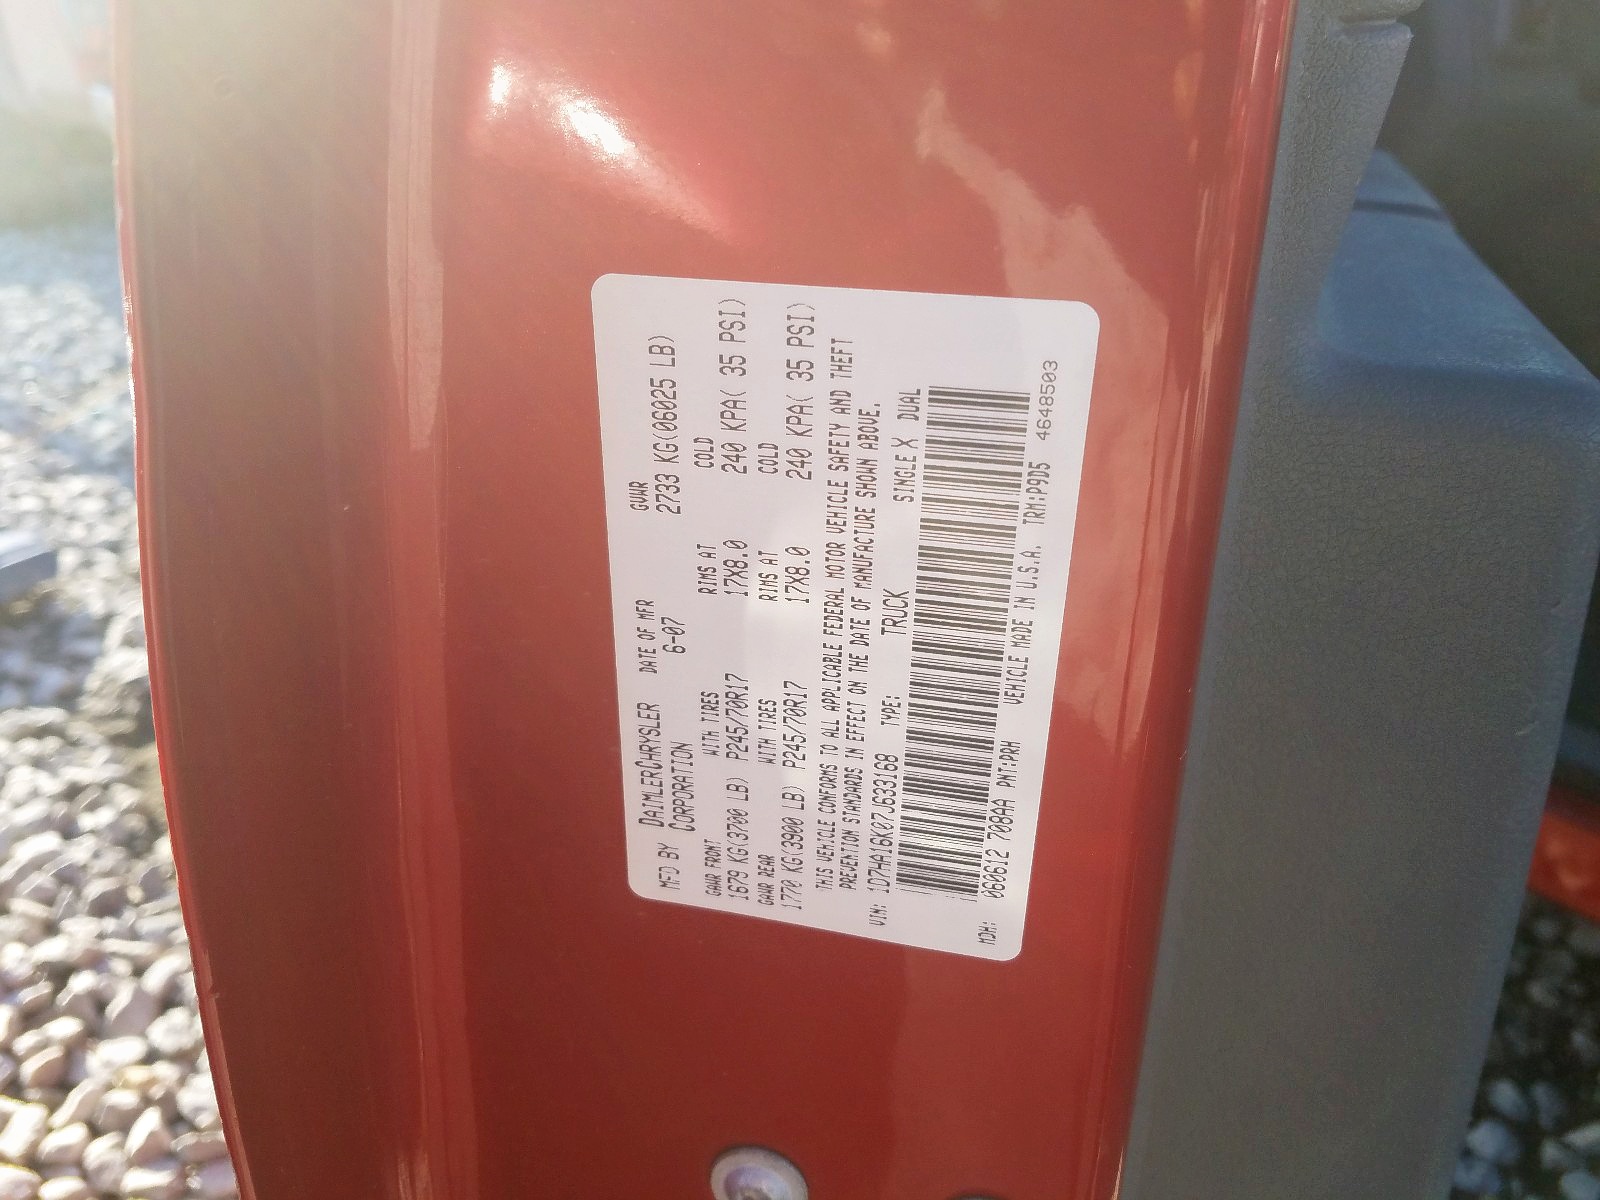 MFD BY DAIMLERCHRYSLER CORPORATION DATE OF MFR 6-07 GVWR 2733 KG(06025 LB)
GAWR FRONT WITH TIRES RIMS AT COLD
1679 KG(3700 LB) P245/70R17 17X8.0 240 KPA( 35 PSI)
GAWR REAR WITH TIRES RIMS AT COLD
1770 KG(3900 LB) P245/70R17 17X8.0 240 KPA( 35 PSI)
THIS VEHICLE CONFORMS TO ALL APPLICABLE FEDERAL MOTOR VEHICLE SAFETY AND THEFT
PREVENTION STANDARDS IN EFFECT ON THE DATE OF MANUFACTURE SHOWN ABOVE.
VIN: 1D7HA16K07J633168 TYPE: TRUCK SINGLE X DUAL
MDH: 060612 708AA PNT:PRH VEHICLE MADE IN U.S.A. TRM:P9D5 4648503